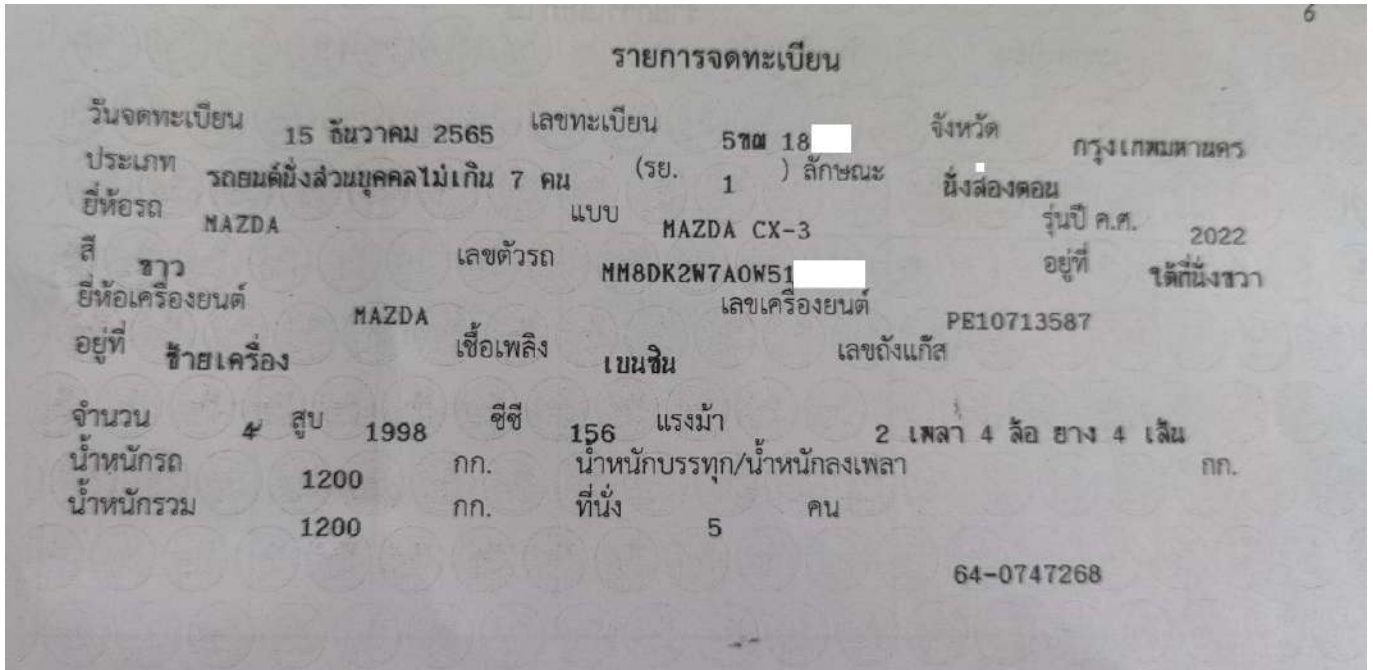 6
รายการจดทะเบียน
วันจดทะเบียน 15 ธันวาคม 2565 เลขทะเบียน 5ขฒ 18 จังหวัด กรุงเทพมหานคร
ประเภท รถยนต์นั่งส่วนบุคคลไม่เกิน 7 คน (รย. 1 ) ลักษณะ นั่งสองตอน
ยี่ห้อรถ MAZDA แบบ MAZDA CX-3 รุ่นปี ค.ศ. 2022
สี ขาว เลขตัวรถ MM8DK2W7A0W51 อยู่ที่ ใต้ที่นั่งขวา
ยี่ห้อเครื่องยนต์ MAZDA เลขเครื่องยนต์ PE10713587
อยู่ที่ ซ้ายเครื่อง เชื้อเพลิง เบนซิน เลขถังแก๊ส
จำนวน 4 สูบ 1998 ซีซี 156 แรงม้า 2 เพลา 4 ล้อ ยาง 4 เส้น
น้ำหนักรถ 1200 กก. น้ำหนักบรรทุก/น้ำหนักลงเพลา กก.
น้ำหนักรวม 1200 กก. ที่นั่ง 5 คน
64-0747268